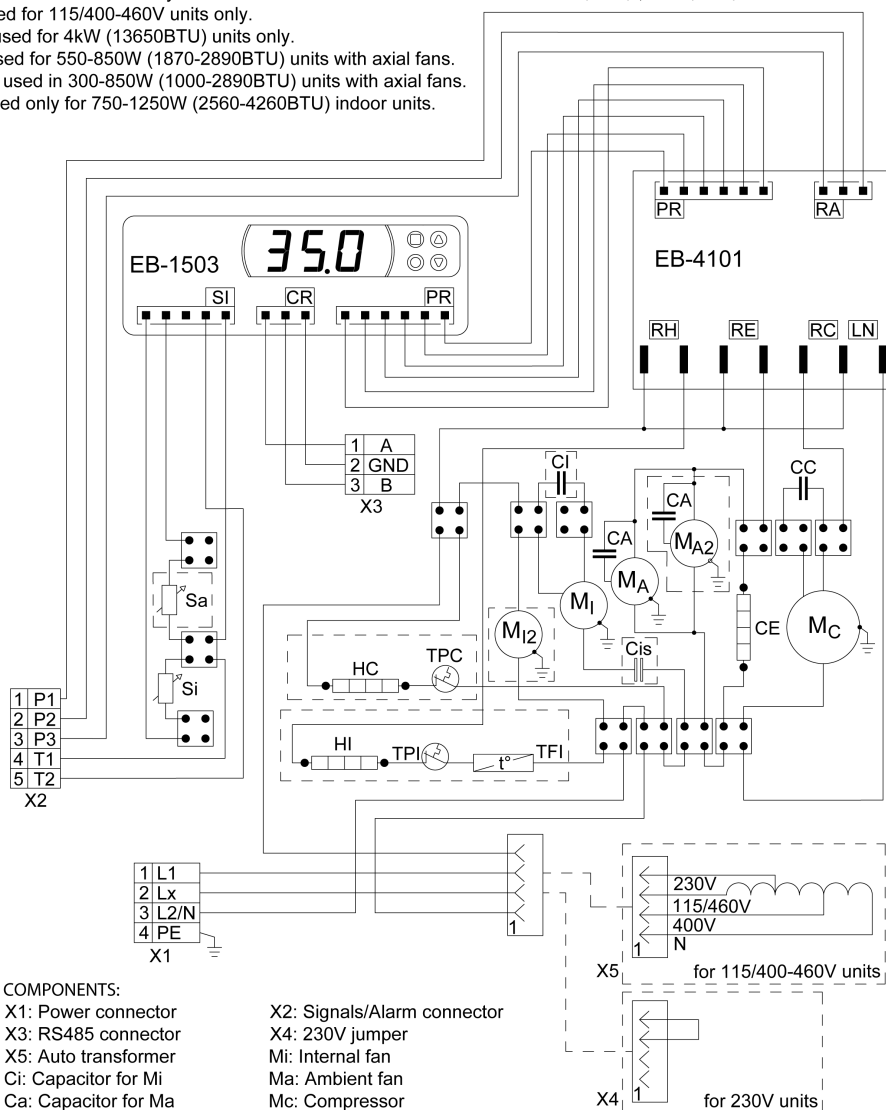 ed for 115/400-460V units only.
used for 4kW (13650BTU) units only.
sed for 550-850W (1870-2890BTU) units with axial fans.
used in 300-850W (1000-2890BTU) units with axial fans.
ed only for 750-1250W (2560-4260BTU) indoor units.
PR
RA
EB-4101
EB-1503
35.0
SI
CR
PR
RH
RE
RC
LN
1 A
2 GND
3 B
X3
CI
CA
CA
CC
MA2
MA
MI
MI2
Cis
CE
MC
Sa
Si
HC
TPC
HI
TPI
t°
TFI
1 P1
2 P2
3 P3
4 T1
5 T2
X2
1 L1
2 Lx
3 L2/N
4 PE
X1
1
230V
115/460V
400V
N
1
X5
for 115/400-460V units
X4
1
for 230V units
COMPONENTS:
X1: Power connector
X3: RS485 connector
X5: Auto transformer
Ci: Capacitor for Mi
Ca: Capacitor for Ma
X2: Signals/Alarm connector
X4: 230V jumper
Mi: Internal fan
Ma: Ambient fan
Mc: Compressor